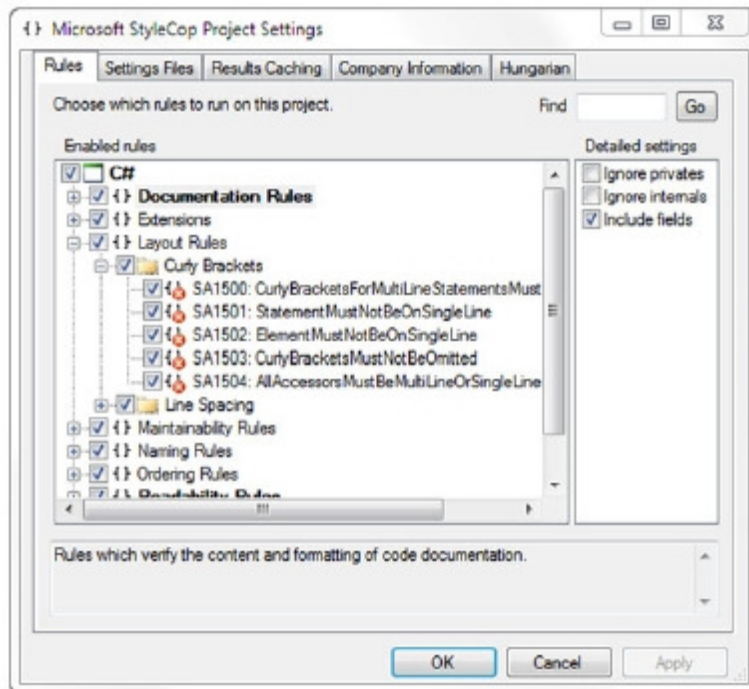 {} Microsoft StyleCop Project Settings
Rules Settings Files Results Caching Company Information Hungarian
Choose which rules to run on this project. Find Go
Enabled rules Detailed settings
C# Ignore privates
{} Documentation Rules Ignore internals
{} Extensions Include fields
{} Layout Rules
Curly Brackets
SA1500: CurlyBracketsForMultiLineStatementsMust
SA1501: StatementMustNotBeOnSingleLine
SA1502: ElementMustNotBeOnSingleLine
SA1503: CurlyBracketsMustNotBeOmitted
SA1504: AllAccessorsMustBeMultiLineOrSingleLine
Line Spacing
{} Maintainability Rules
{} Naming Rules
{} Ordering Rules
{} Readability Rules
Rules which verify the content and formatting of code documentation.
OK Cancel Apply